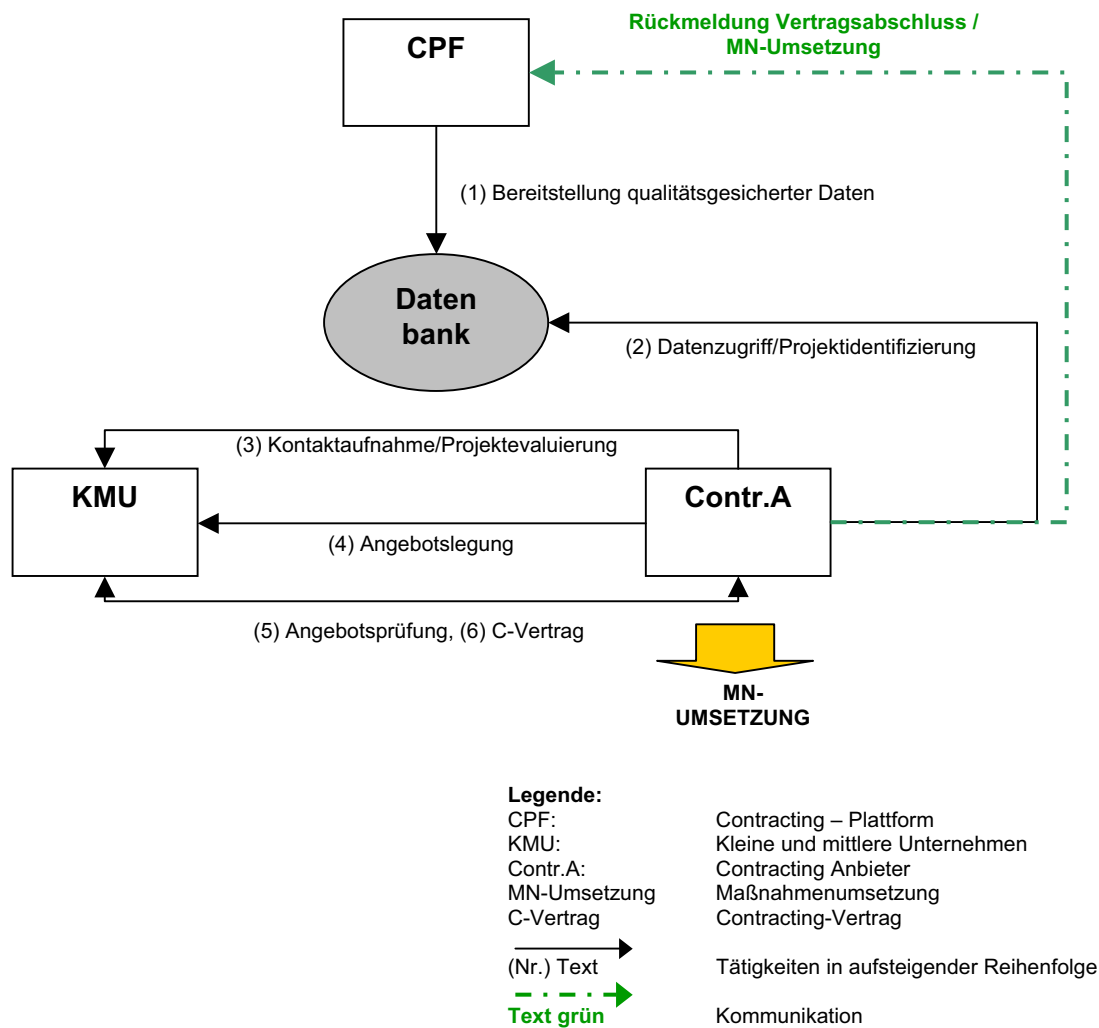 Rückmeldung Vertragsabschluss /
MN-Umsetzung
CPF
(1) Bereitstellung qualitätsgesicherter Daten
Daten
bank
(2) Datenzugriff/Projektidentifizierung
(3) Kontaktaufnahme/Projektevaluierung
KMU
Contr.A
(4) Angebotslegung
(5) Angebotsprüfung, (6) C-Vertrag
MN-
UMSETZUNG
Legende:
CPF: Contracting – Plattform
KMU: Kleine und mittlere Unternehmen
Contr.A: Contracting Anbieter
MN-Umsetzung Maßnahmenumsetzung
C-Vertrag Contracting-Vertrag
(Nr.) Text Tätigkeiten in aufsteigender Reihenfolge
Text grün Kommunikation